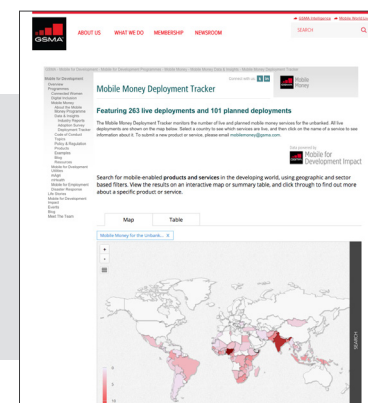 GSMA Intelligence
Mobile World
GSMA
ABOUT US
WHAT WE DO
MEMBERSHIP
NEWSROOM
SEARCH
Mobile for Development
Overview
Programmes
Connected Women
Digital Inclusion
Mobile Money
About the Mobile
Money Programme
Data & Insights
Industry Reports
Adoption Survey
Deployment Tracker
Code of Conduct
Topics
Policy & Regulation
Products
Examples
Blog
Resources
Mobile for Development
Utilities
mAgri
mHealth
Mobile for Employment
Disaster Response
Life Stories
Mobile for Development
Impact
Events
Blog
Meet The Team
Connect with us
Mobile
Money
Mobile Money Deployment Tracker
Featuring 263 live deployments and 101 planned deployments
The Mobile Money Deployment Tracker monitors the number of live and planned mobile money services for the unbanked. All live
deployments are shown on the map below. Select a country to see which services are live, and then click on the name of a service to see
information about it. To submit a new product or service, please email mobilemoney@gsma.com.
Data powered by
Mobile for
Development Impact
Search for mobile-enabled products and services in the developing world, using geographic and sector
based filters. View the results on an interactive map or summary table, and click through to find out more
about a specific product or service.
Map
Table
Mobile Money for the unbank... X
+
-
SEARCH
0
5
10